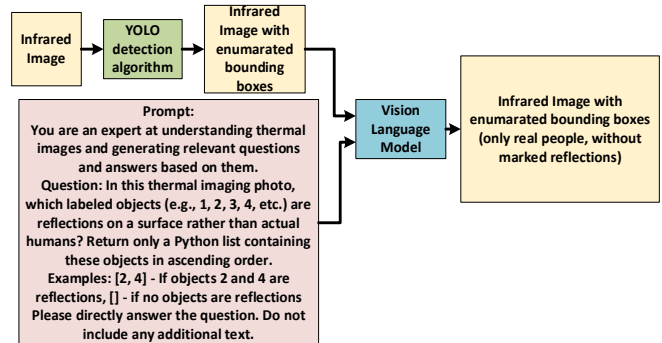 Infrared
Image
YOLO
detection
algorithm
Infrared
Image with
enumarated
bounding
boxes
Prompt:
You are an expert at understanding thermal
images and generating relevant questions
and answers based on them.
Question: In this thermal imaging photo,
which labeled objects (e.g., 1, 2, 3, 4, etc.) are
reflections on a surface rather than actual
humans? Return only a Python list containing
these objects in ascending order.
Examples: [2, 4] - If objects 2 and 4 are
reflections, [] - if no objects are reflections
Please directly answer the question. Do not
include any additional text.
Vision
Language
Model
Infrared Image with
enumerated bounding boxes
(only real people, without
marked reflections)